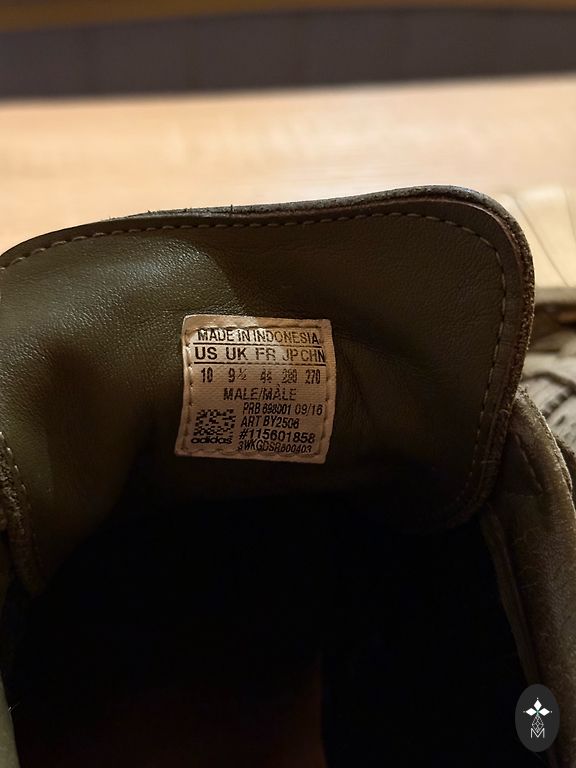 MADE IN INDONESIA
US UK FR JP CHN
10 9½ 44 280 270
MALE/MÂLE
PRB 698001 09/16
ART BY2506
#115601858
adidas
M